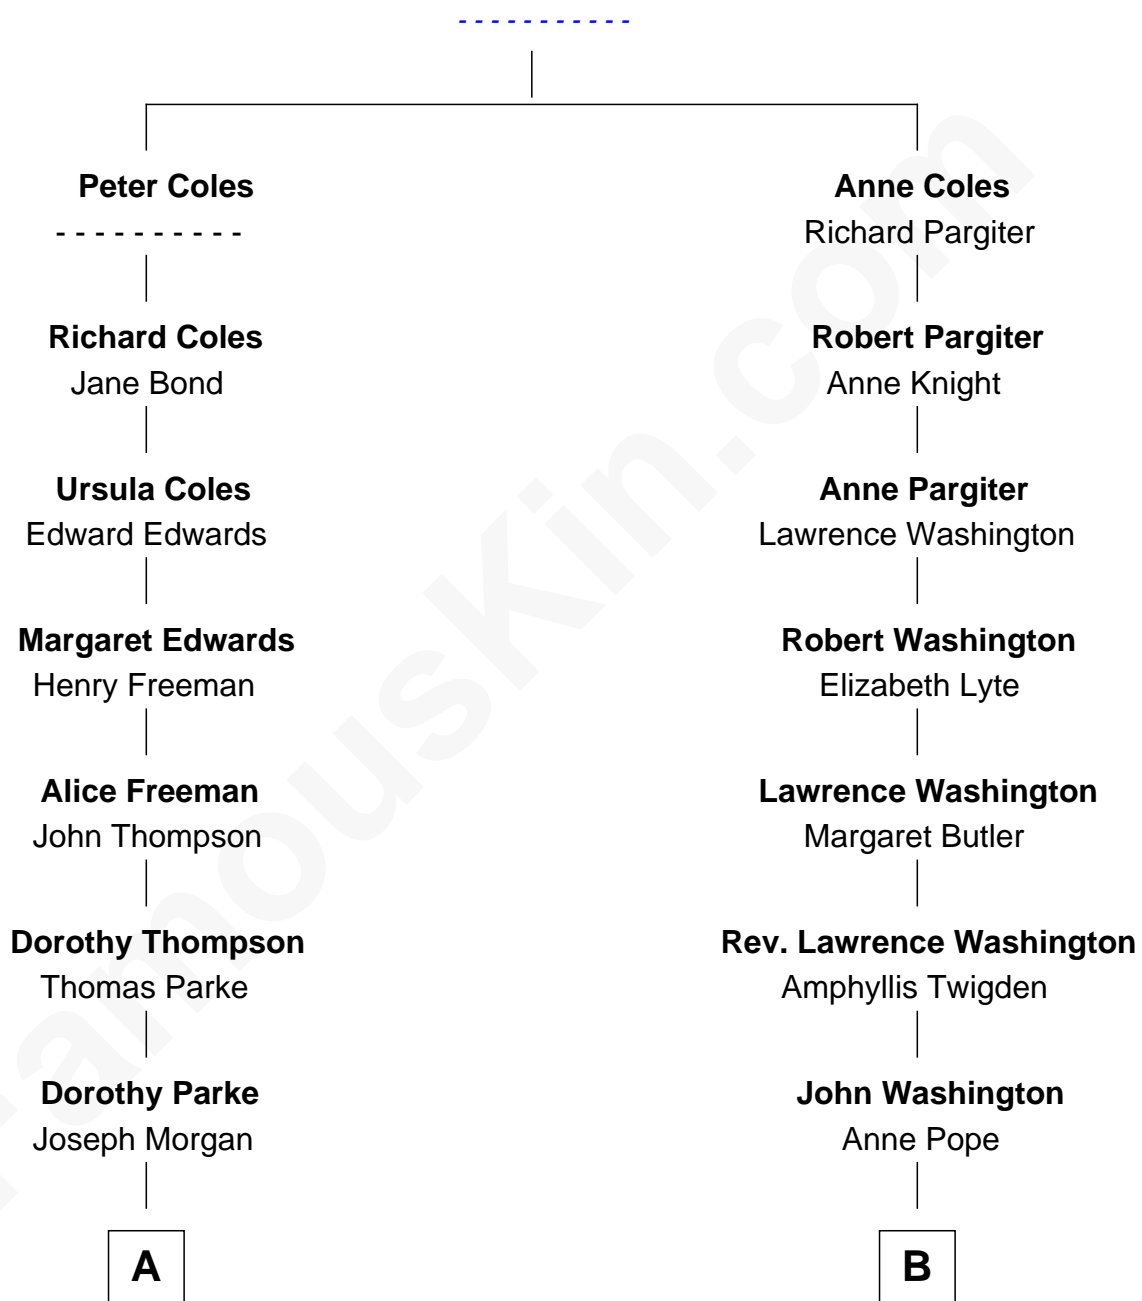 - - - - - - - - - - -
Peter Coles
- - - - - - - - - -
Anne Coles
Richard Pargiter
Richard Coles
Jane Bond
Robert Pargiter
Anne Knight
Ursula Coles
Edward Edwards
Anne Pargiter
Lawrence Washington
Margaret Edwards
Henry Freeman
Robert Washington
Elizabeth Lyte
Alice Freeman
John Thompson
Lawrence Washington
Margaret Butler
Dorothy Thompson
Thomas Parke
Rev. Lawrence Washington
Amphyllis Twigden
Dorothy Parke
Joseph Morgan
John Washington
Anne Pope
A
B
FamousKin.com